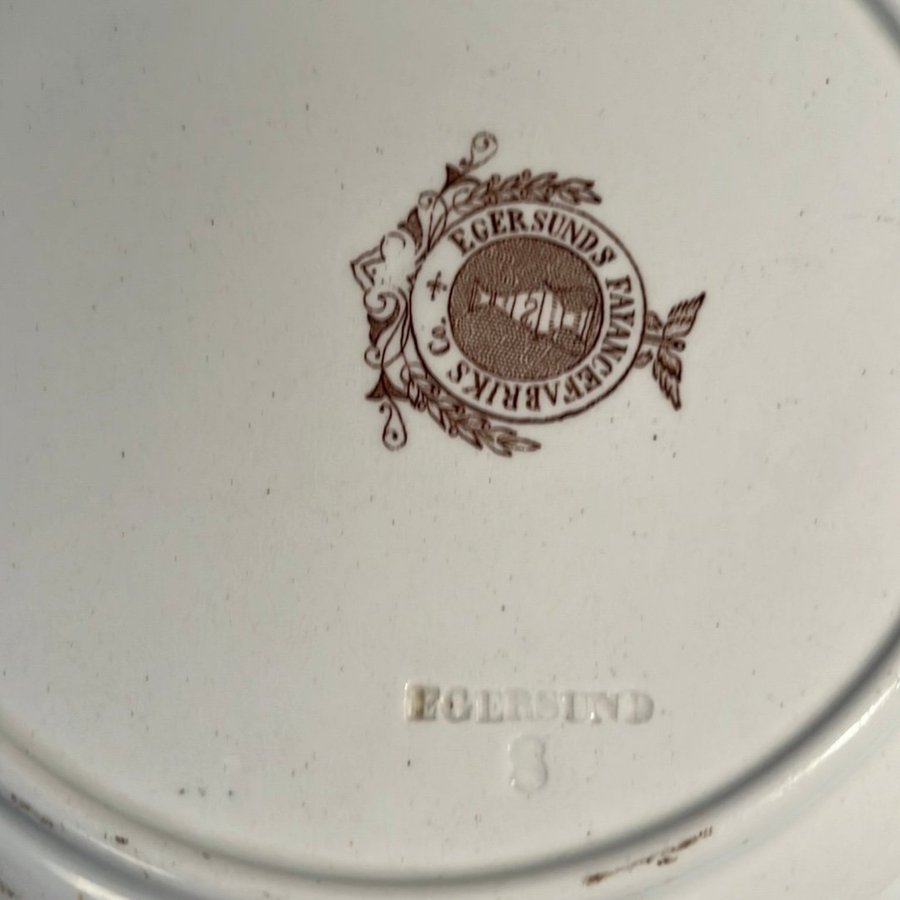 EGERSUNDS FAYANCEFABRIKS Co.
S
EGERSUND
8